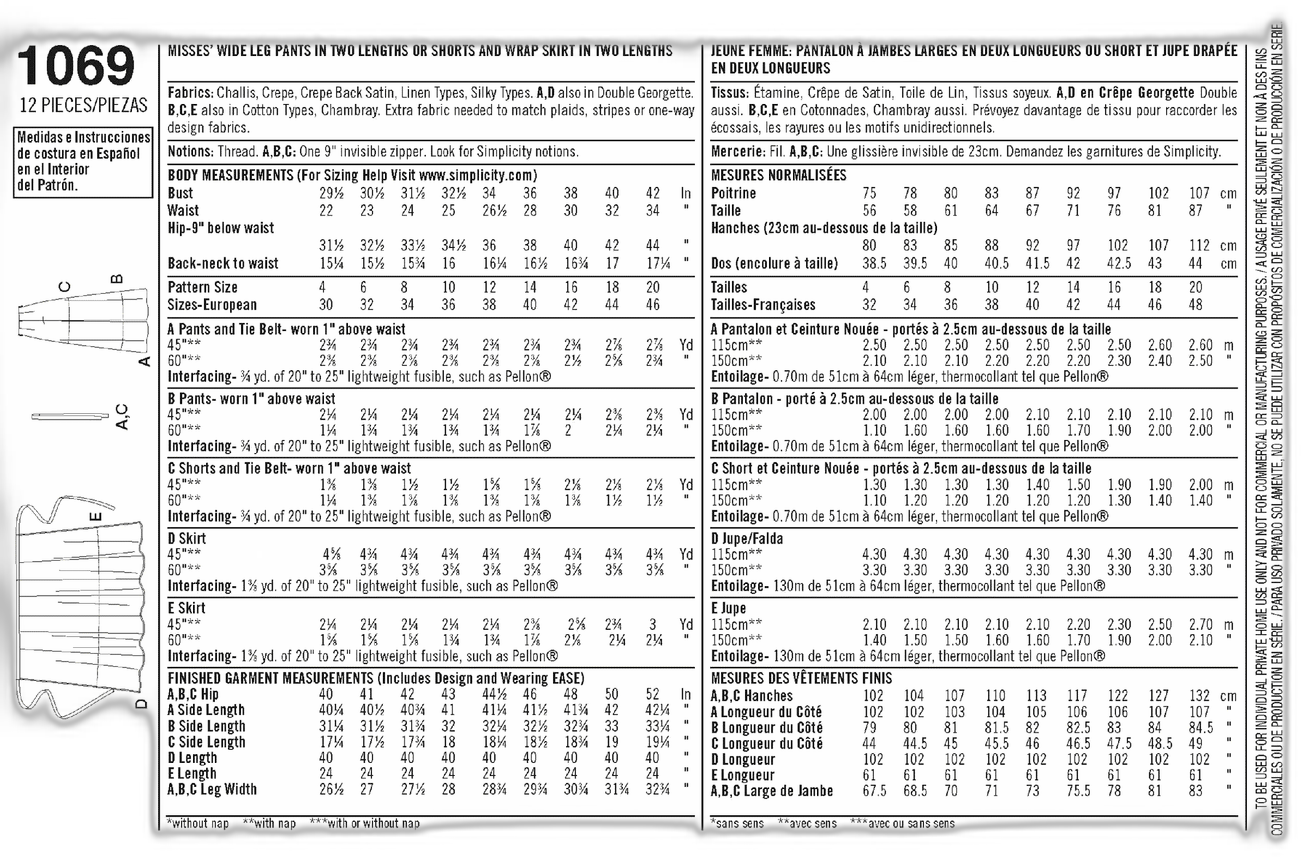 1069
12 PIECES/PIEZAS
Medidas e Instrucciones
de costura en Español
en el Interior
del Patrón.
C
B
A
A,C
E
D
MISSES' WIDE LEG PANTS IN TWO LENGTHS OR SHORTS AND WRAP SKIRT IN TWO LENGTHS
Fabrics: Challis, Crepe, Crepe Back Satin, Linen Types, Silky Types. A,D also in Double Georgette.
B,C,E also in Cotton Types, Chambray. Extra fabric needed to match plaids, stripes or one-way
design fabrics.
Notions: Thread. A,B,C: One 9" invisible zipper. Look for Simplicity notions.
BODY MEASUREMENTS (For Sizing Help Visit www.simplicity.com)
Bust 29½ 30½ 31½ 32½ 34 36 38 40 42 In
Waist 22 23 24 25 26½ 28 30 32 34 "
Hip-9" below waist
31½ 32½ 33½ 34½ 36 38 40 42 44 "
Back-neck to waist 15¼ 15½ 15¾ 16 16¼ 16½ 16¾ 17 17¼ "
Pattern Size 4 6 8 10 12 14 16 18 20
Sizes-European 30 32 34 36 38 40 42 44 46
A Pants and Tie Belt- worn 1" above waist
45"** 2¾ 2¾ 2¾ 2¾ 2¾ 2¾ 2¾ 2⅞ 2⅞ Yd
60"** 2⅜ 2⅜ 2⅜ 2⅜ 2⅜ 2⅜ 2½ 2⅝ 2¾ "
Interfacing- ¾ yd. of 20" to 25" lightweight fusible, such as Pellon®
B Pants- worn 1" above waist
45"** 2¼ 2¼ 2¼ 2¼ 2¼ 2¼ 2¼ 2⅜ 2⅜ Yd
60"** 1¼ 1¾ 1¾ 1¾ 1¾ 1⅞ 2 2¼ 2¼ "
Interfacing- ¾ yd. of 20" to 25" lightweight fusible, such as Pellon®
C Shorts and Tie Belt- worn 1" above waist
45"** 1⅜ 1⅜ 1½ 1½ 1⅝ 1⅝ 2⅛ 2⅛ 2¼ Yd
60"** 1¼ 1⅜ 1⅜ 1⅜ 1⅜ 1⅜ 1⅜ 1½ 1½ "
Interfacing- ¾ yd. of 20" to 25" lightweight fusible, such as Pellon®
D Skirt
45"** 4⅝ 4¾ 4¾ 4¾ 4¾ 4¾ 4¾ 4¾ 4¾ Yd
60"** 3⅝ 3⅝ 3⅝ 3⅝ 3⅝ 3⅝ 3⅝ 3⅝ 3⅝ "
Interfacing- 1⅜ yd. of 20" to 25" lightweight fusible, such as Pellon®
E Skirt
45"** 2¼ 2¼ 2¼ 2¼ 2¼ 2⅜ 2⅝ 2¾ 3 Yd
60"** 1⅝ 1⅝ 1⅝ 1¾ 1¾ 1⅞ 2⅛ 2¼ 2¼ "
Interfacing- 1⅜ yd. of 20" to 25" lightweight fusible, such as Pellon®
FINISHED GARMENT MEASUREMENTS (Includes Design and Wearing EASE)
A,B,C Hip 40 41 42 43 44½ 46 48 50 52 In
A Side Length 40¼ 40½ 40¾ 41 41¼ 41½ 41¾ 42 42¼ "
B Side Length 31¼ 31½ 31¾ 32 32¼ 32½ 32¾ 33 33¼ "
C Side Length 17¼ 17½ 17¾ 18 18¼ 18½ 18¾ 19 19¼ "
D Length 40 40 40 40 40 40 40 40 40 "
E Length 24 24 24 24 24 24 24 24 24 "
A,B,C Leg Width 26½ 27 27½ 28 28¾ 29¾ 30¾ 31¾ 32¾ "
*without nap **with nap ***with or without nap
JEUNE FEMME: PANTALON À JAMBES LARGES EN DEUX LONGUEURS OU SHORT ET JUPE DRAPÉE
EN DEUX LONGUEURS
Tissus: Étamine, Crêpe de Satin, Toile de Lin, Tissus soyeux. A,D en Crêpe Georgette Double
aussi. B,C,E en Cotonnades, Chambray aussi. Prévoyez davantage de tissu pour raccorder les
écossais, les rayures ou les motifs unidirectionnels.
Mercerie: Fil. A,B,C: Une glissière invisible de 23cm. Demandez les garnitures de Simplicity.
MESURES NORMALISÉES
Poitrine 75 78 80 83 87 92 97 102 107 cm
Taille 56 58 61 64 67 71 76 81 87 "
Hanches (23cm au-dessous de la taille)
80 83 85 88 92 97 102 107 112 cm
Dos (encolure à taille) 38.5 39.5 40 40.5 41.5 42 42.5 43 44 cm
Tailles 4 6 8 10 12 14 16 18 20
Tailles-Françaises 32 34 36 38 40 42 44 46 48
A Pantalon et Ceinture Nouée - portés à 2.5cm au-dessous de la taille
115cm** 2.50 2.50 2.50 2.50 2.50 2.50 2.50 2.60 2.60 m
150cm** 2.10 2.10 2.10 2.20 2.20 2.20 2.30 2.40 2.50 "
Entoilage- 0.70m de 51cm à 64cm léger, thermocollant tel que Pellon®
B Pantalon - porté à 2.5cm au-dessous de la taille
115cm** 2.00 2.00 2.00 2.00 2.10 2.10 2.10 2.10 2.10 m
150cm** 1.10 1.60 1.60 1.60 1.60 1.70 1.90 2.00 2.00 "
Entoilage- 0.70m de 51cm à 64cm léger, thermocollant tel que Pellon®
C Short et Ceinture Nouée - portés à 2.5cm au-dessous de la taille
115cm** 1.30 1.30 1.30 1.30 1.40 1.50 1.90 1.90 2.00 m
150cm** 1.10 1.20 1.20 1.20 1.20 1.20 1.30 1.40 1.40 "
Entoilage- 0.70m de 51cm à 64cm léger, thermocollant tel que Pellon®
D Jupe/Falda
115cm** 4.30 4.30 4.30 4.30 4.30 4.30 4.30 4.30 4.30 m
150cm** 3.30 3.30 3.30 3.30 3.30 3.30 3.30 3.30 3.30 "
Entoilage- 130m de 51cm à 64cm léger, thermocollant tel que Pellon®
E Jupe
115cm** 2.10 2.10 2.10 2.10 2.10 2.20 2.30 2.50 2.70 m
150cm** 1.40 1.50 1.50 1.60 1.60 1.70 1.90 2.00 2.10 "
Entoilage- 130m de 51cm à 64cm léger, thermocollant tel que Pellon®
MESURES DES VÊTEMENTS FINIS
A,B,C Hanches 102 104 107 110 113 117 122 127 132 cm
A Longueur du Côté 102 102 103 104 105 106 106 107 107 "
B Longueur du Côté 79 80 81 81.5 82 82.5 83 84 84.5 "
C Longueur du Côté 44 44.5 45 45.5 46 46.5 47.5 48.5 49 "
D Longueur 102 102 102 102 102 102 102 102 102 "
E Longueur 61 61 61 61 61 61 61 61 61 "
A,B,C Large de Jambe 67.5 68.5 70 71 73 75.5 78 81 83 "
*sans sens **avec sens ***avec ou sans sens
TO BE USED FOR INDIVIDUAL PRIVATE HOME USE ONLY AND NOT FOR COMMERCIAL OR MANUFACTURING PURPOSES. / A USAGE PRIVÉ SEULEMENT ET NON À DES FINS
COMMERCIALES OU DE PRODUCTION EN SÉRIE. / PARA USO PRIVADO SOLAMENTE, NO SE PUEDE UTILIZAR CON PROPÓSITOS DE COMERCIALIZACIÓN O DE PRODUCCIÓN EN SERIE